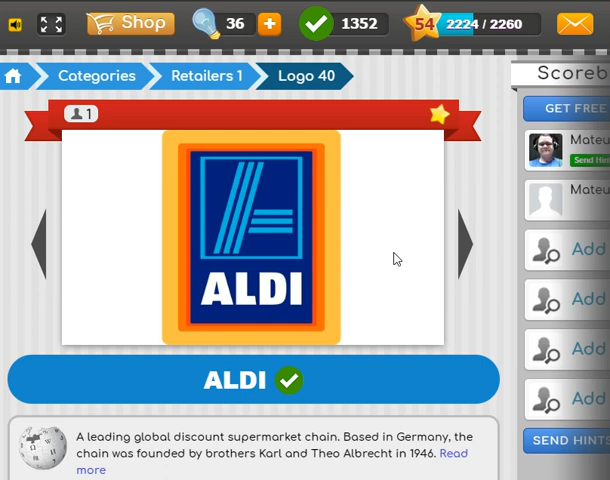 Shop
36
1352
54
2224 / 2260
Categories
Retailers 1
Logo 40
Scoreb
GET FREE
1
Mateu
Send Hin
Mateu
ALDI
Add
Add
Add
Add
ALDI
SEND HINTS
A leading global discount supermarket chain. Based in Germany, the
chain was founded by brothers Karl and Theo Albrecht in 1946. Read
more